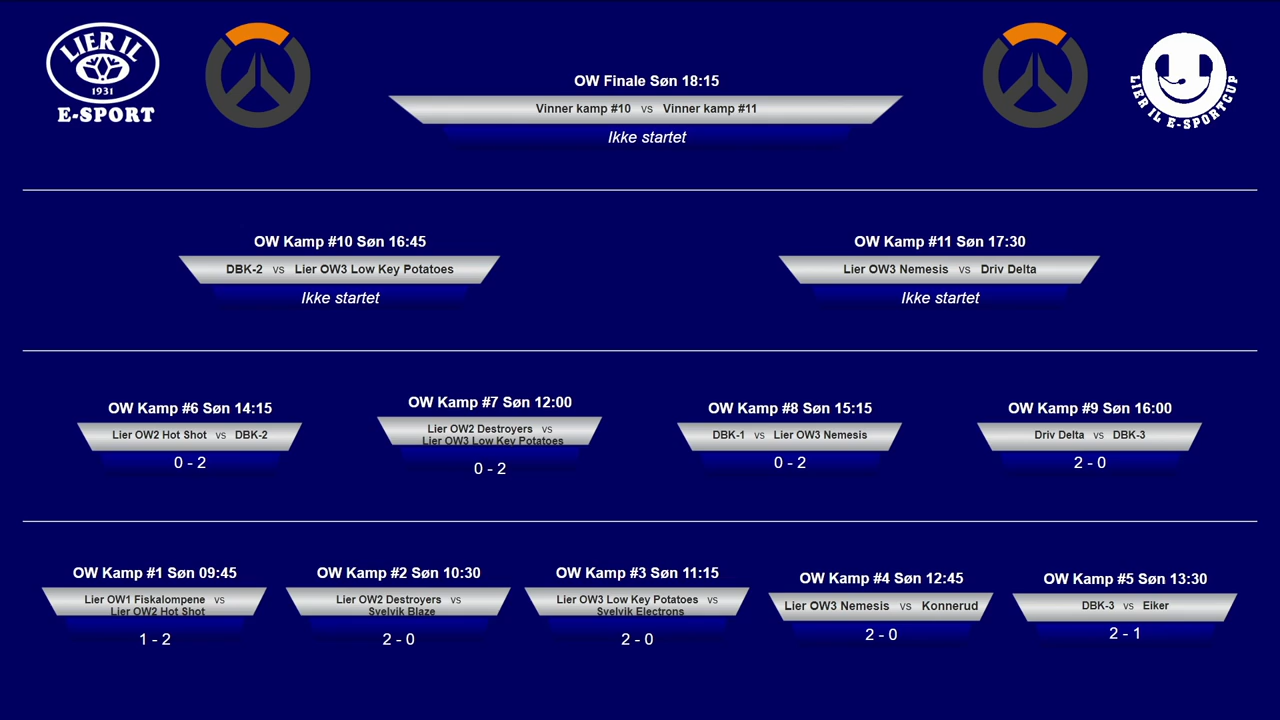 LIER IL
1931
E-SPORT
LIER IL E-SPORTCUP
OW Finale Søn 18:15
Vinner kamp #10 vs Vinner kamp #11
Ikke startet
OW Kamp #10 Søn 16:45
DBK-2 vs Lier OW3 Low Key Potatoes
Ikke startet
OW Kamp #11 Søn 17:30
Lier OW3 Nemesis vs Driv Delta
Ikke startet
OW Kamp #6 Søn 14:15
Lier OW2 Hot Shot vs DBK-2
0 - 2
OW Kamp #7 Søn 12:00
Lier OW2 Destroyers vs
Lier OW3 Low Key Potatoes
0 - 2
OW Kamp #8 Søn 15:15
DBK-1 vs Lier OW3 Nemesis
0 - 2
OW Kamp #9 Søn 16:00
Driv Delta vs DBK-3
2 - 0
OW Kamp #1 Søn 09:45
Lier OW1 Fiskalompene vs
Lier OW2 Hot Shot
1 - 2
OW Kamp #2 Søn 10:30
Lier OW2 Destroyers vs
Svelvik Blaze
2 - 0
OW Kamp #3 Søn 11:15
Lier OW3 Low Key Potatoes vs
Svelvik Electrons
2 - 0
OW Kamp #4 Søn 12:45
Lier OW3 Nemesis vs Konnerud
2 - 0
OW Kamp #5 Søn 13:30
DBK-3 vs Eiker
2 - 1